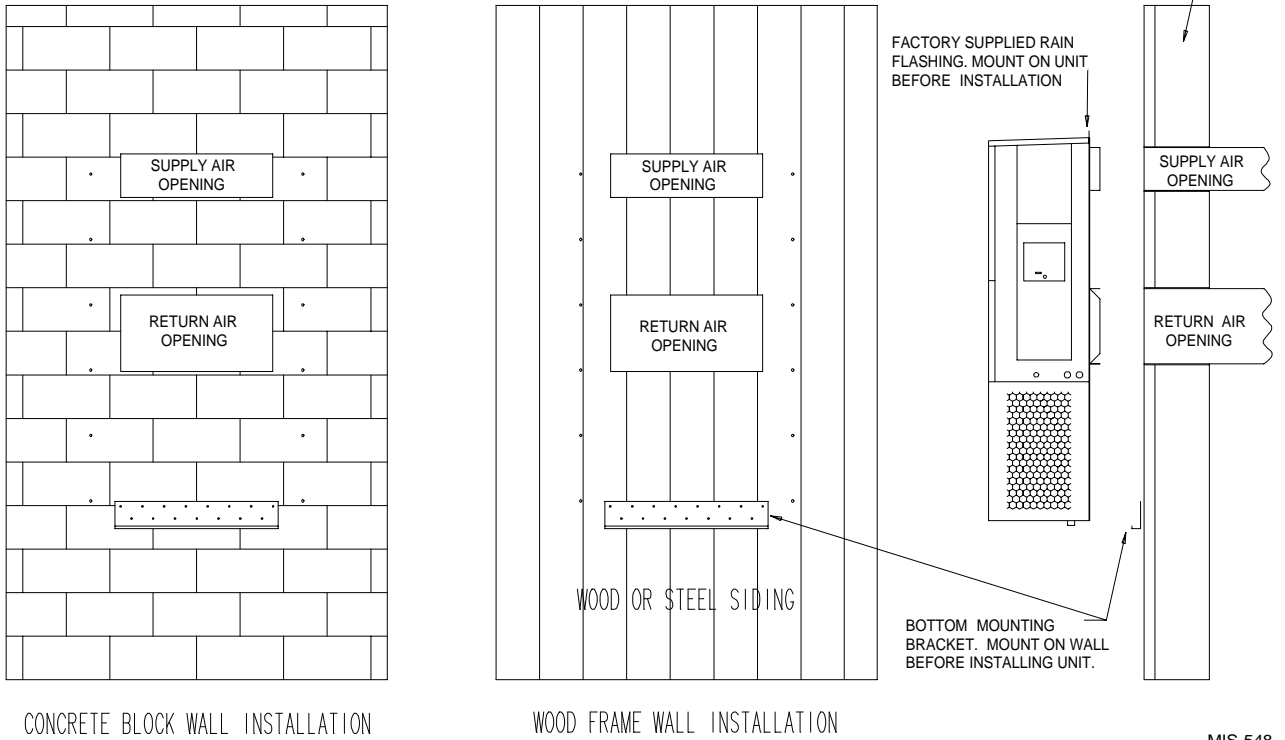 FACTORY SUPPLIED RAIN
FLASHING. MOUNT ON UNIT
BEFORE INSTALLATION
SUPPLY AIR
OPENING
SUPPLY AIR
OPENING
SUPPLY AIR
OPENING
RETURN AIR
OPENING
RETURN AIR
OPENING
RETURN AIR
OPENING
WOOD OR STEEL SIDING
BOTTOM MOUNTING
BRACKET. MOUNT ON WALL
BEFORE INSTALLING UNIT.
CONCRETE BLOCK WALL INSTALLATION
WOOD FRAME WALL INSTALLATION
MIS-548